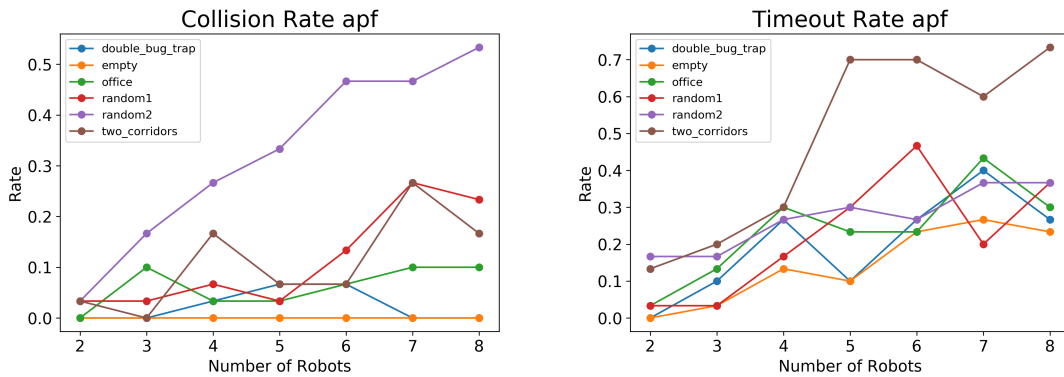 Collision Rate apf
Rate
0.5
0.4
0.3
0.2
0.1
0.0
double_bug_trap
empty
office
random1
random2
two_corridors
2 3 4 5 6 7 8
Number of Robots
Timeout Rate apf
Rate
0.7
0.6
0.5
0.4
0.3
0.2
0.1
0.0
double_bug_trap
empty
office
random1
random2
two_corridors
2 3 4 5 6 7 8
Number of Robots